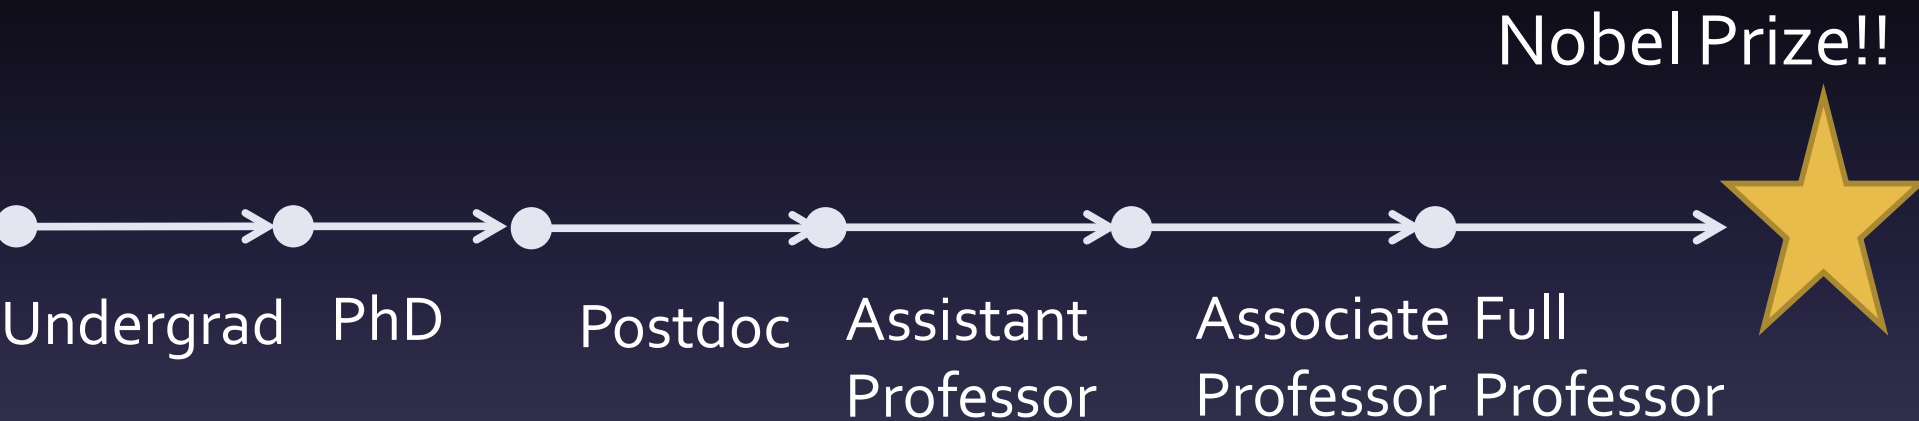 Nobel Prize!!
Undergrad
PhD
Postdoc
Assistant
Professor
Associate
Professor
Full
Professor